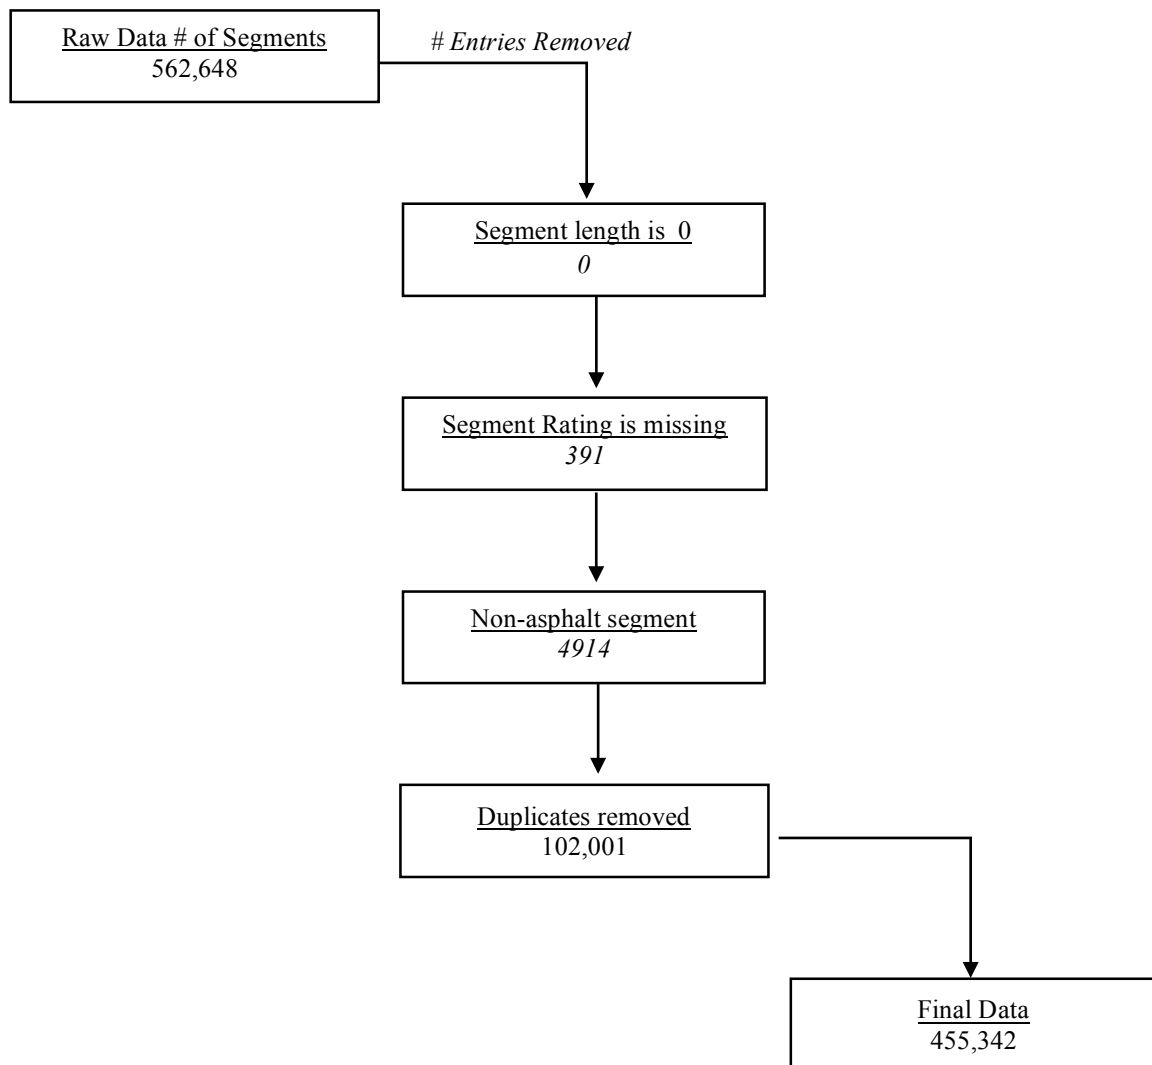 Raw Data # of Segments
562,648
# Entries Removed
Segment length is 0
0
Segment Rating is missing
391
Non-asphalt segment
4914
Duplicates removed
102,001
Final Data
455,342